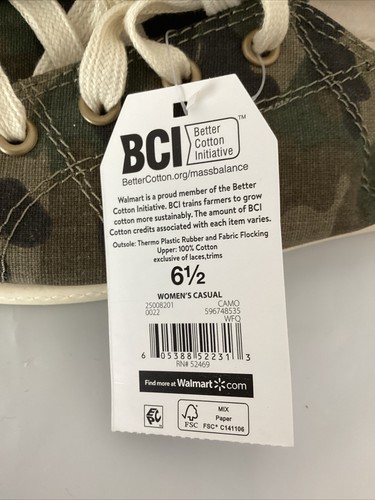 BCI Better
Cotton
Initiative ™
BetterCotton.org/massbalance
Walmart is a proud member of the Better
Cotton Initiative. BCI trains farmers to grow
cotton more sustainably. The amount of BCI
Cotton credits associated with each item varies.
Outsole: Thermo Plastic Rubber and Fabric Flocking
Upper: 100% Cotton
exclusive of laces,trims
6½
WOMEN'S CASUAL
25008201 CAMO
0022 596748535
WFQ
6 05388 52231 3
RN# 52469
Find more at Walmart.com
FSC MIX
Paper
FSC® C141106